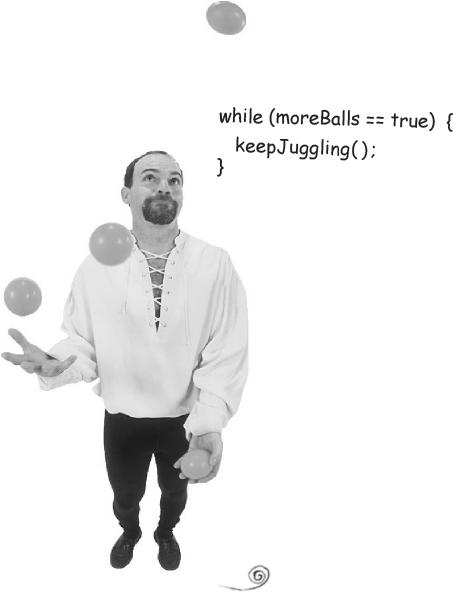 while (moreBalls == true) {
keepJuggling();
}